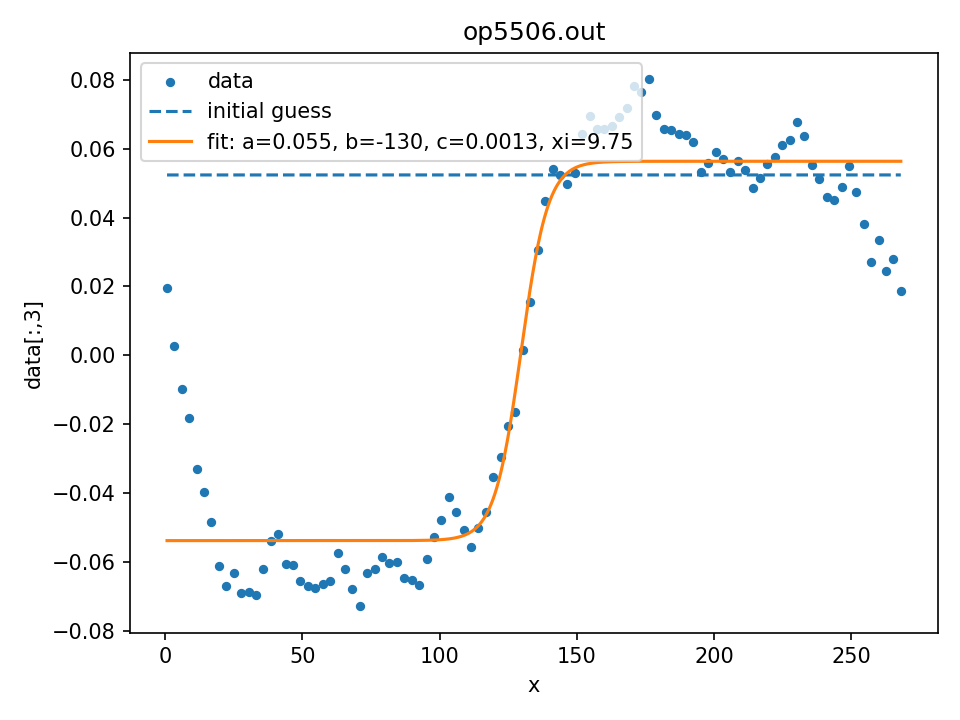 op5506.out
data
initial guess
fit: a=0.055, b=-130, c=0.0013, xi=9.75
0.08
0.06
0.04
0.02
0.00
−0.02
−0.04
−0.06
−0.08
data[:,3]
0 50 100 150 200 250
x